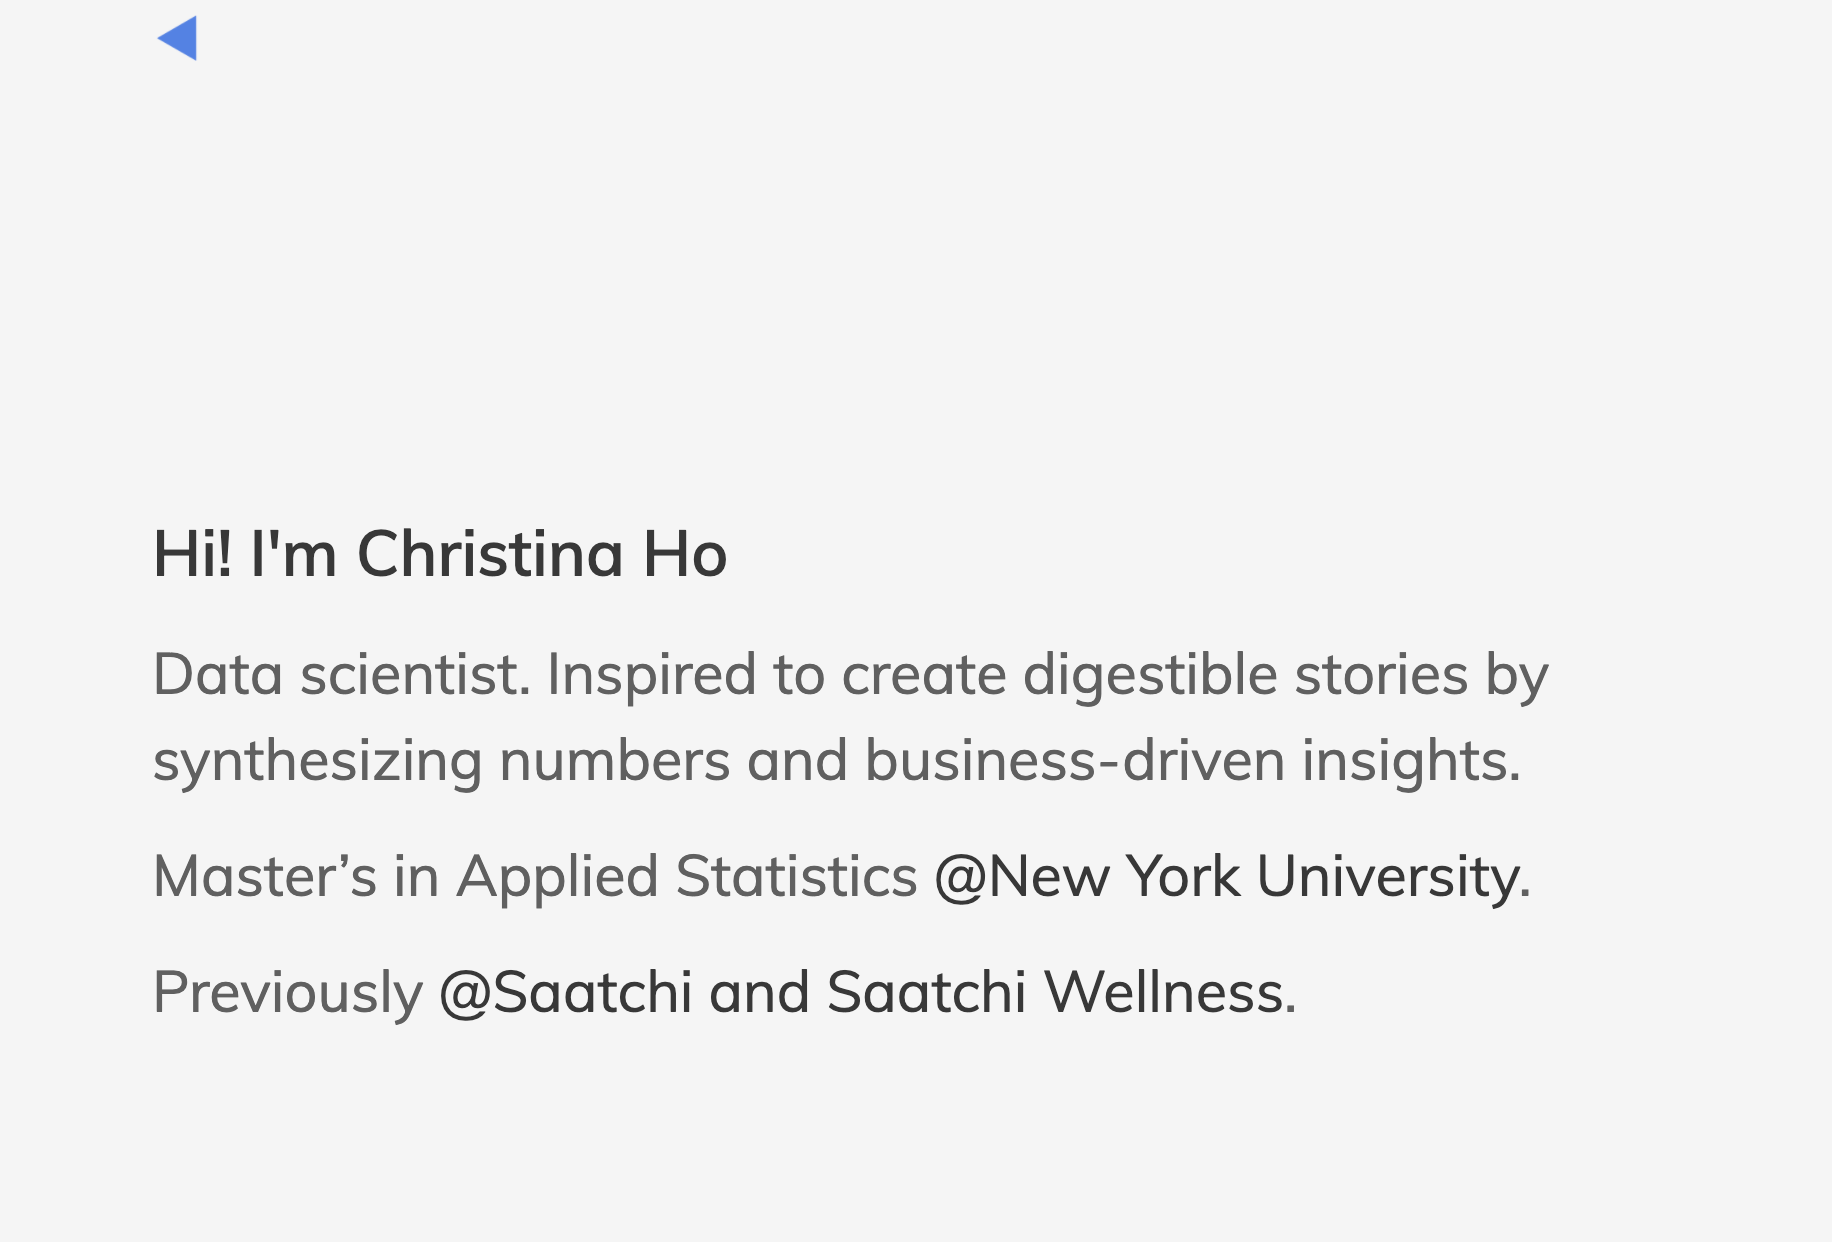 Hi! I'm Christina Ho
Data scientist. Inspired to create digestible stories by
synthesizing numbers and business-driven insights.
Master’s in Applied Statistics @New York University.
Previously @Saatchi and Saatchi Wellness.